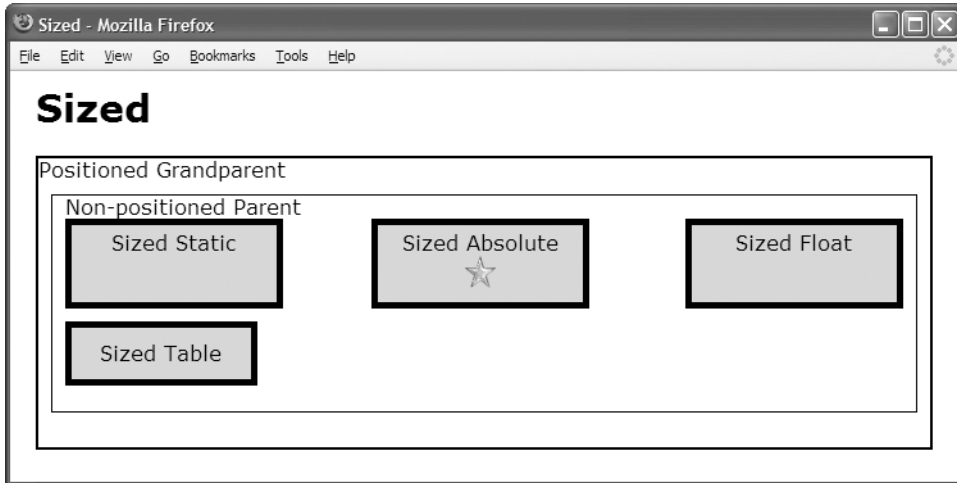 Sized - Mozilla Firefox
File Edit View Go Bookmarks Tools Help
Sized
Positioned Grandparent
Non-positioned Parent
Sized Static Sized Absolute Sized Float
Sized Table